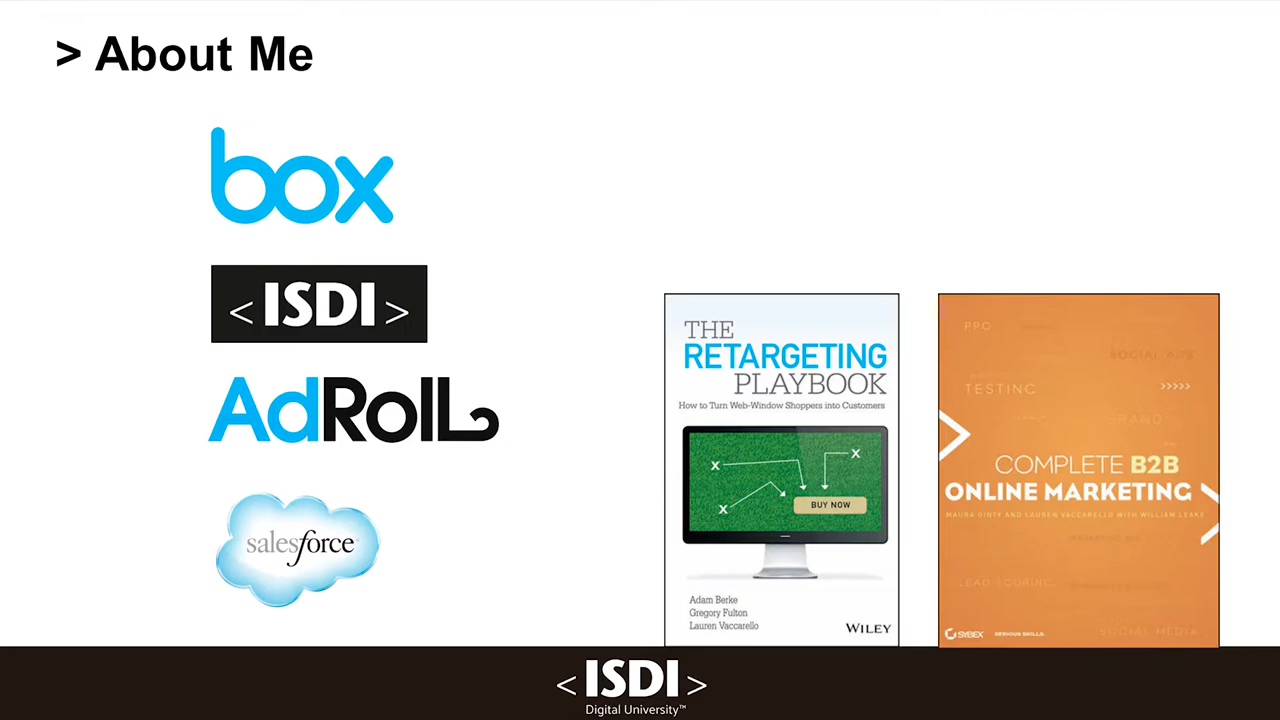 > About Me
box
<ISDI>
AdRoll
salesforce
THE
RETARGETING
PLAYBOOK
How to Turn Web-Window Shoppers into Customers
X
X
X
BUY NOW
Adam Berke
Gregory Fulton
Lauren Vaccarello
WILEY
PPC
SOCIAL ADS
TESTING
>>>>>
BRAND
COMPLETE B2B
ONLINE MARKETING
MAURA GINTY AND LAUREN VACCARELLO WITH WILLIAM LEAKE
LEAD SCORING
SYBEX
SERIOUS SKILLS.
SOCIAL MEDIA
<ISDI>
Digital University™